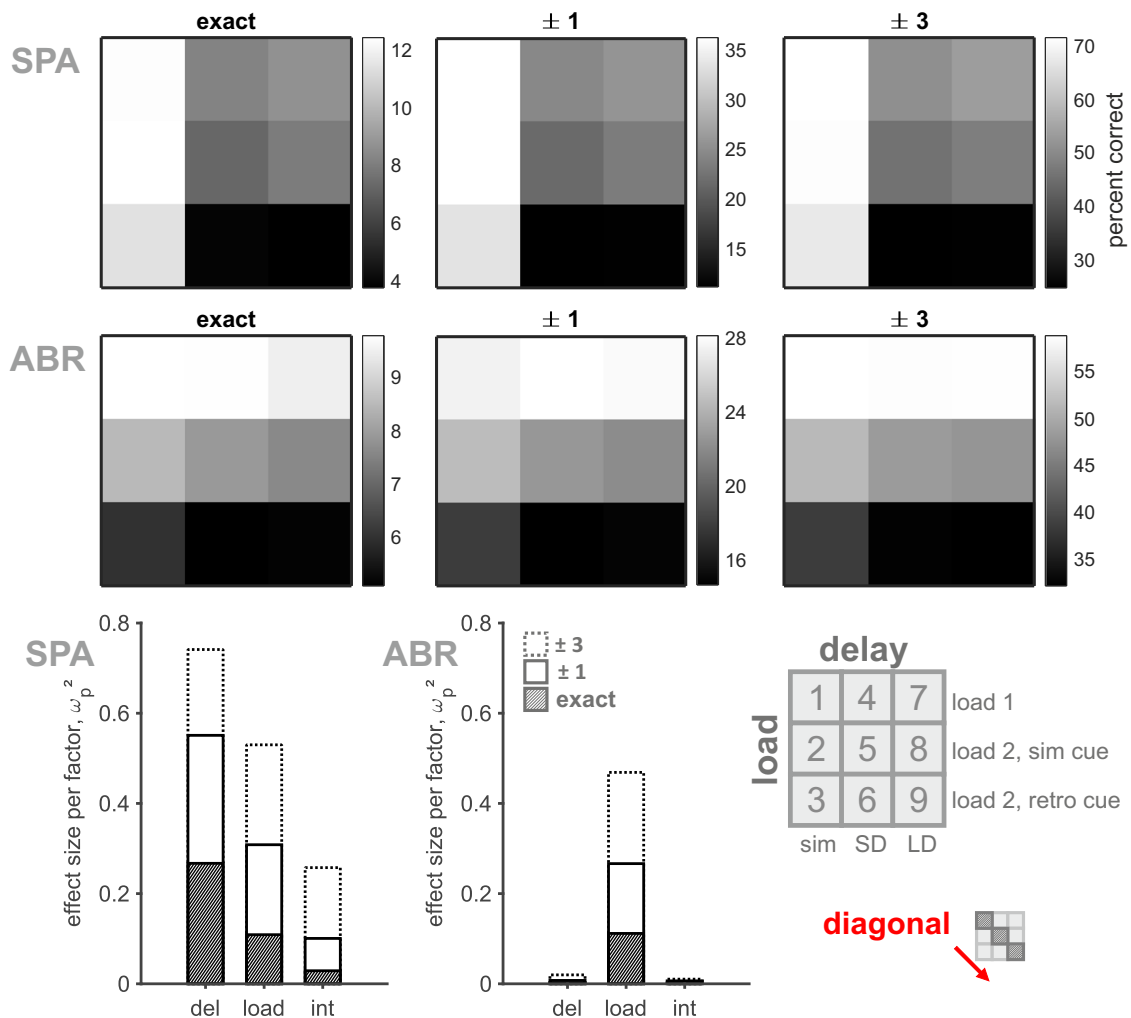 exact ± 1 ± 3
SPA
12
10
8
6
4
35
30
25
20
15
70
60
50
40
30
percent correct
exact ± 1 ± 3
ABR
9
8
7
6
28
24
20
16
55
50
45
40
35
SPA
effect size per factor, ωp²
0.8
0.6
0.4
0.2
0
del load int
ABR
effect size per factor, ωp²
0.8
0.6
0.4
0.2
0
del load int
± 3
± 1
exact
delay
load
1 4 7 load 1
2 5 8 load 2, sim cue
3 6 9 load 2, retro cue
sim SD LD
diagonal